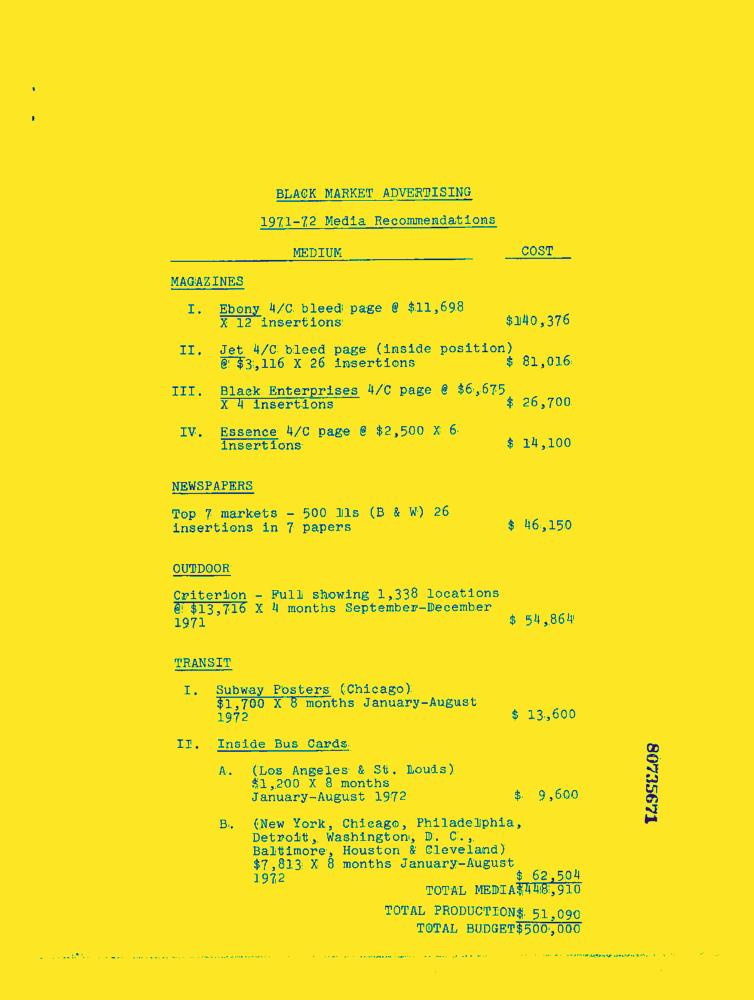 BLACK MARKET ADVERTISING
1971-72 Media Recommendations
MEDIUM COST
MAGAZINES
I. Ebony 4/C bleed page @ $11,698
X 12 insertions $140,376
II. Jet 4/C bleed page (inside position)
@ $3,116 X 26 insertions $ 81,016
III. Black Enterprises 4/C page @ $6,675
X 4 insertions $ 26,700
IV. Essence 4/C page @ $2,500 X 6
insertions $ 14,100
NEWSPAPERS
Top 7 markets - 500 lls (B & W) 26
insertions in 7 papers $ 46,150
OUTDOOR
Criterion - Full showing 1,338 locations
@ $13,716 X 4 months September-December
1971 $ 54,864
TRANSIT
I. Subway Posters (Chicago)
$1,700 X 8 months January-August
1972 $ 13,600
II. Inside Bus Cards
A. (Los Angeles & St. Louis)
$1,200 X 8 months
January-August 1972 $ 9,600
B. (New York, Chicago, Philadelphia,
Detroit, Washington, D. C.,
Baltimore, Houston & Cleveland)
$7,813 X 8 months January-August
1972 $ 62,504
TOTAL MEDIA $448,910
TOTAL PRODUCTION $ 51,090
TOTAL BUDGET $500,000
80735671